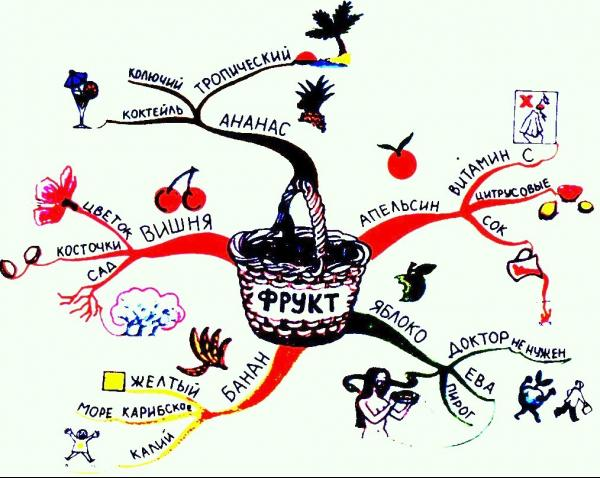 ФРУКТ
АНАНАС
КОЛЮЧИЙ
ТРОПИЧЕСКИЙ
КОКТЕЙЛЬ
АПЕЛЬСИН
ВИТАМИН С
ЦИТРУСОВЫЕ
СОК
ЯБЛОКО
ДОКТОР НЕ НУЖЕН
ЕВА
ПИРОГ
БАНАН
ЖЕЛТЫЙ
МОРЕ КАРИБСКОЕ
КАЛИЙ
ВИШНЯ
ЦВЕТОК
КОСТОЧКИ
САД